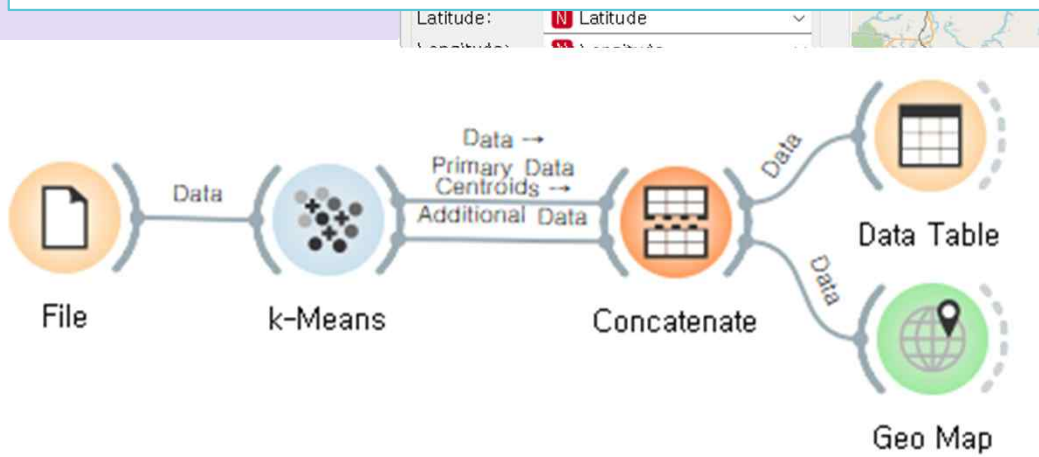 Latitude:
N Latitude
Data
Data →
Primary Data
Centroids →
Additional Data
Data
Data
File
k-Means
Concatenate
Data Table
Geo Map